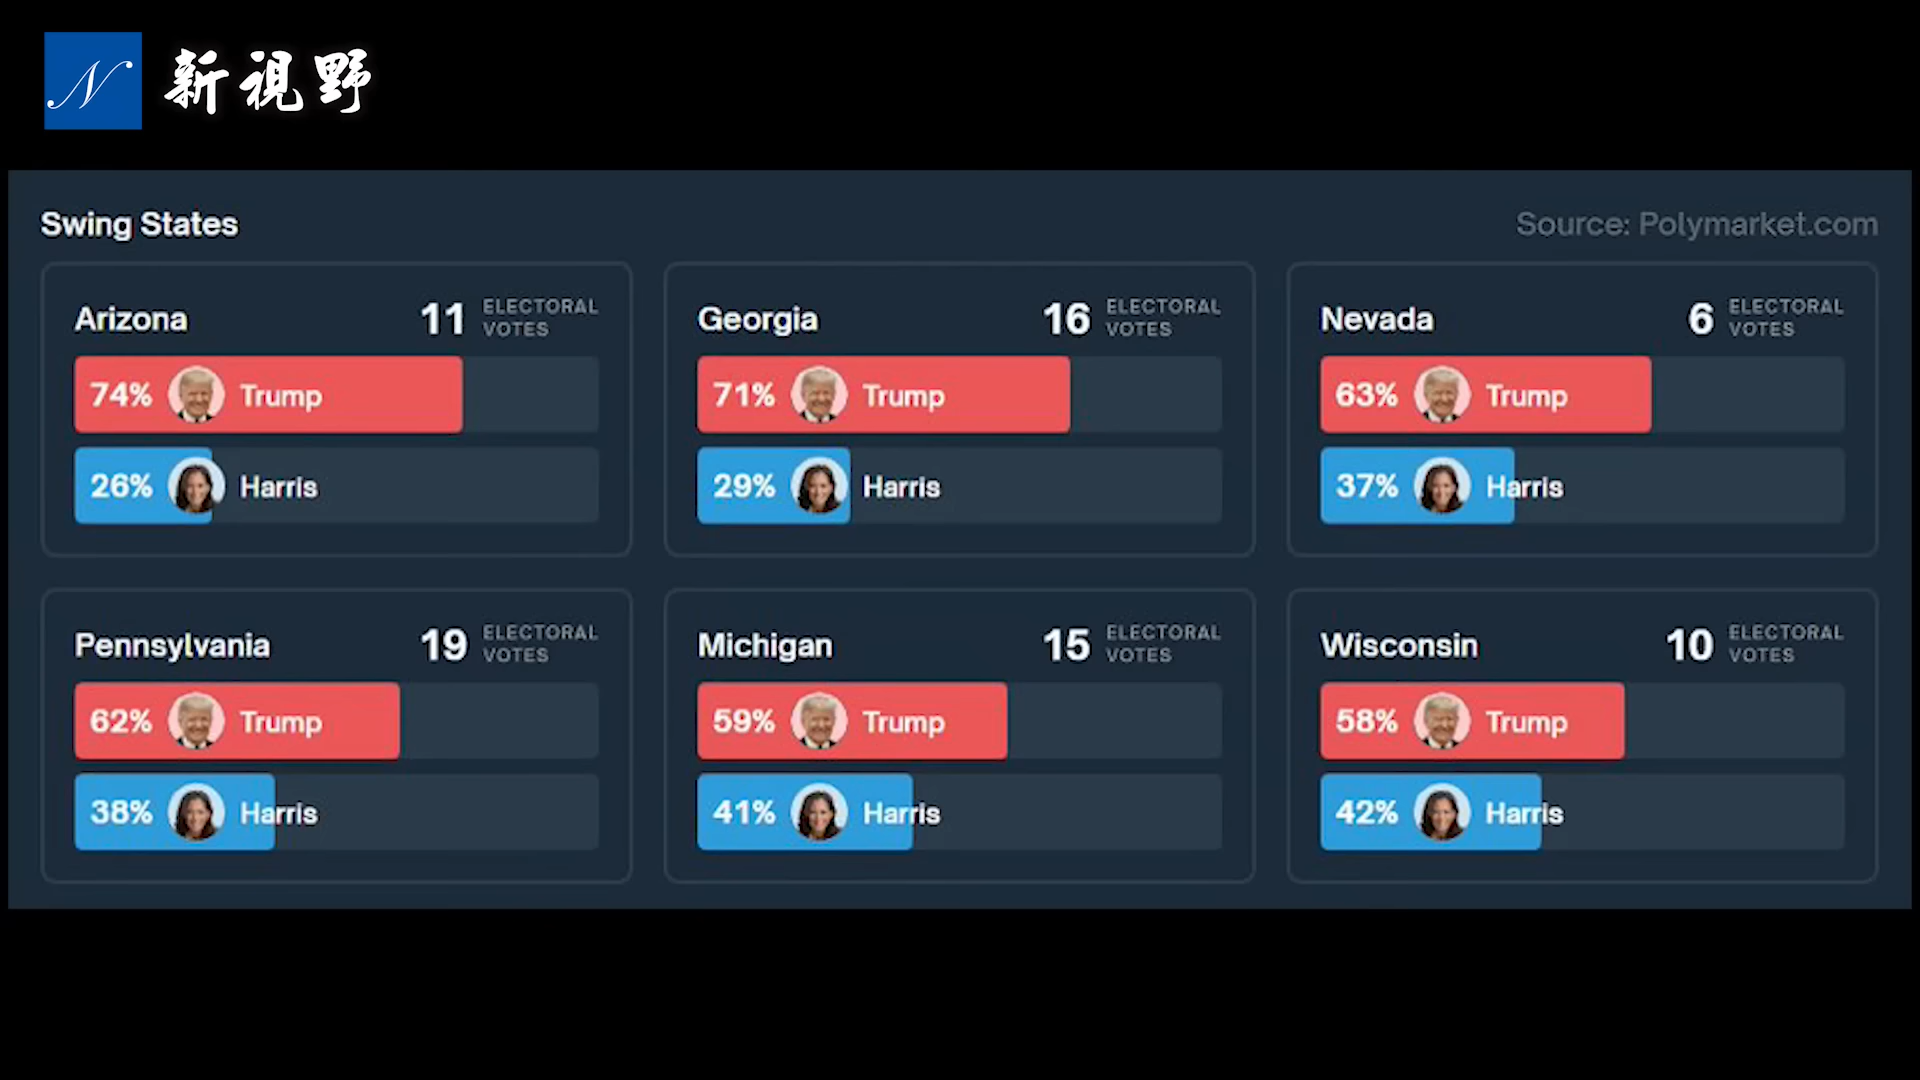 N 新視野
Swing States
Source: Polymarket.com
Arizona
11 ELECTORAL VOTES
74% Trump
26% Harris
Georgia
16 ELECTORAL VOTES
71% Trump
29% Harris
Nevada
6 ELECTORAL VOTES
63% Trump
37% Harris
Pennsylvania
19 ELECTORAL VOTES
62% Trump
38% Harris
Michigan
15 ELECTORAL VOTES
59% Trump
41% Harris
Wisconsin
10 ELECTORAL VOTES
58% Trump
42% Harris